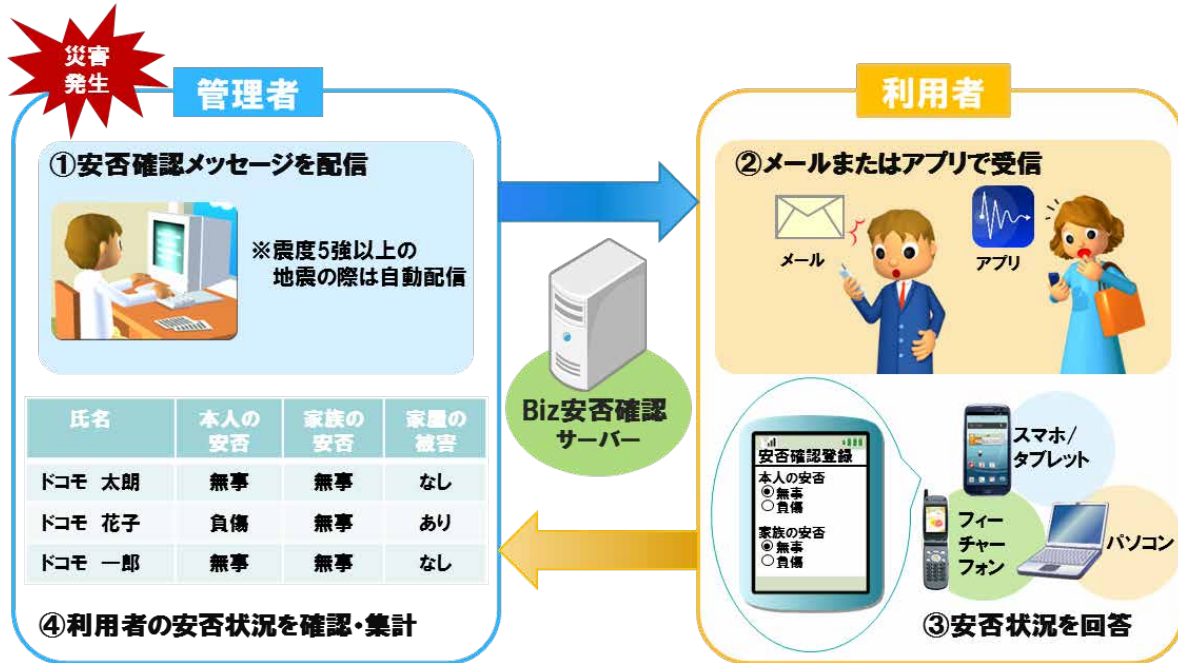 災害
発生
管理者
①安否確認メッセージを配信
※震度5強以上の
地震の際は自動配信
利用者
②メールまたはアプリで受信
メール
アプリ
Biz安否確認
サーバー
氏名 本人の安否 家族の安否 家屋の被害
ドコモ 太朗 無事 無事 なし
ドコモ 花子 負傷 無事 あり
ドコモ 一郎 無事 無事 なし
④利用者の安否状況を確認・集計
安否確認登録
本人の安否
無事
負傷
家族の安否
無事
負傷
スマホ/
タブレット
フィー
チャー
フォン
パソコン
③安否状況を回答